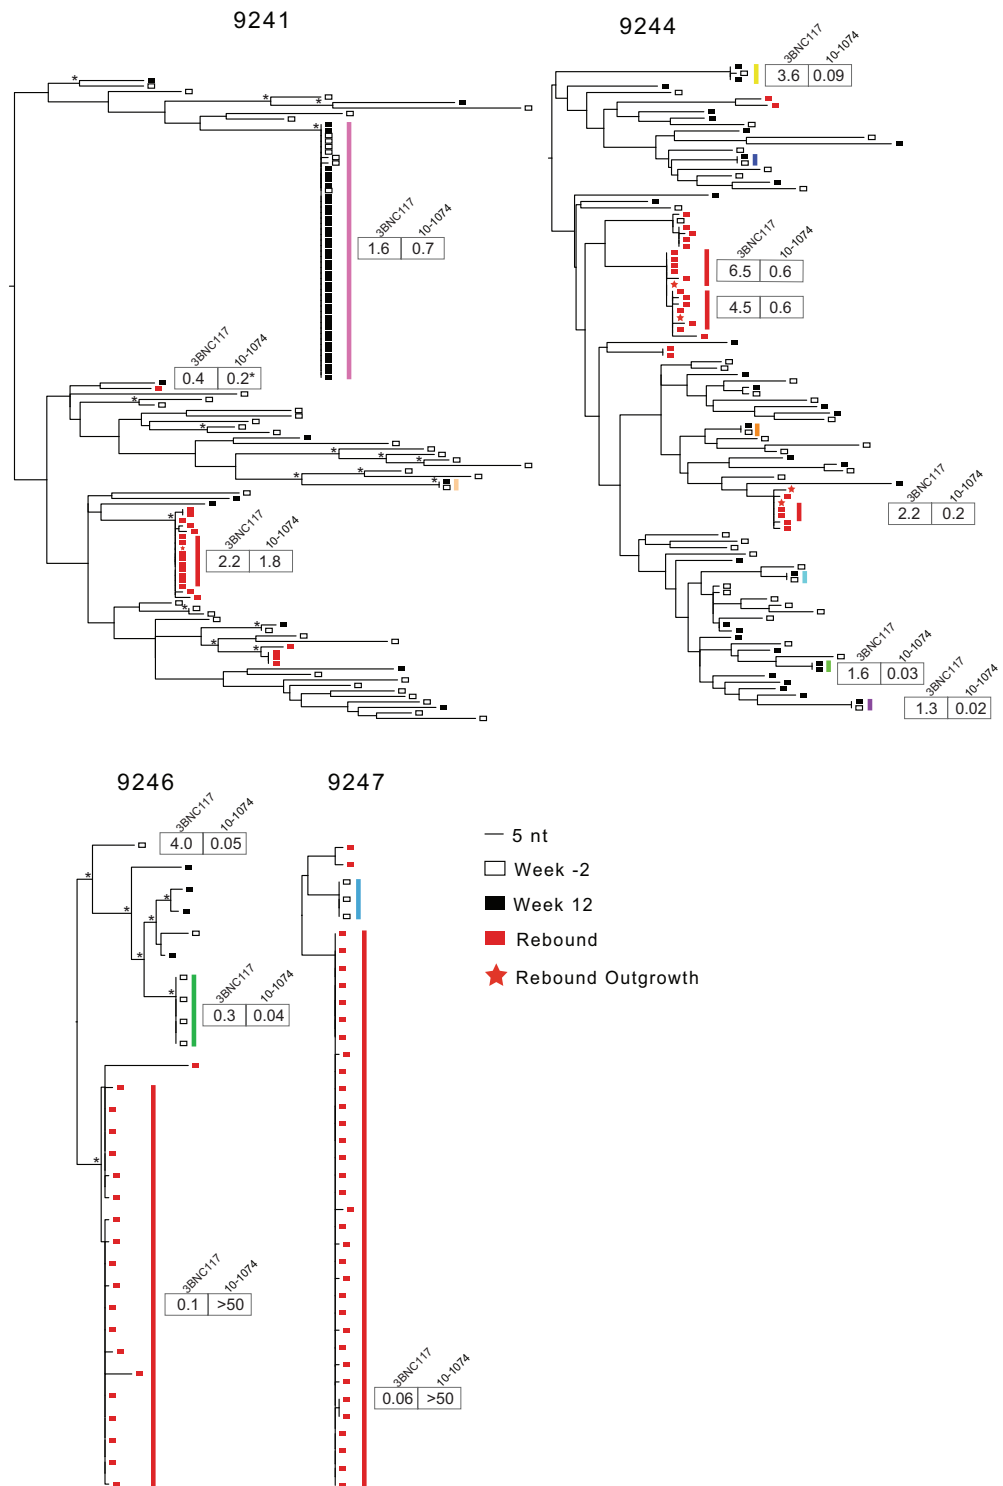 9241
9244
3BNC117 10-1074
3.6 0.09
3BNC117 10-1074
1.6 0.7
3BNC117 10-1074
6.5 0.6
4.5 0.6
3BNC117 10-1074
0.4 0.2*
3BNC117 10-1074
2.2 0.2
3BNC117 10-1074
2.2 1.8
3BNC117 10-1074
1.6 0.03
3BNC117 10-1074
1.3 0.02
9246
9247
3BNC117 10-1074
4.0 0.05
3BNC117 10-1074
0.3 0.04
3BNC117 10-1074
0.1 >50
3BNC117 10-1074
0.06 >50
5 nt
Week -2
Week 12
Rebound
Rebound Outgrowth